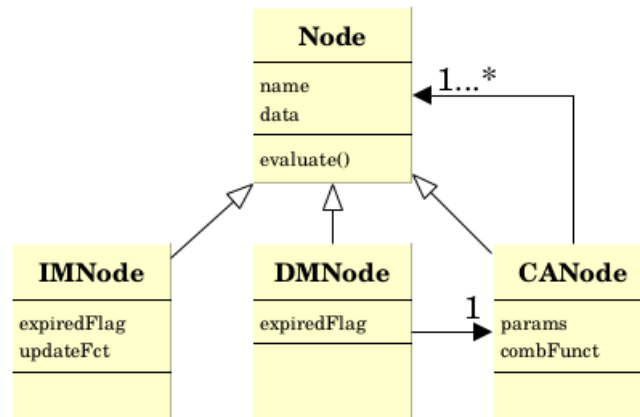 Node
name
data
evaluate()
1...*
IMNode
expiredFlag
updateFct
DMNode
expiredFlag
1
CANode
params
combFunct